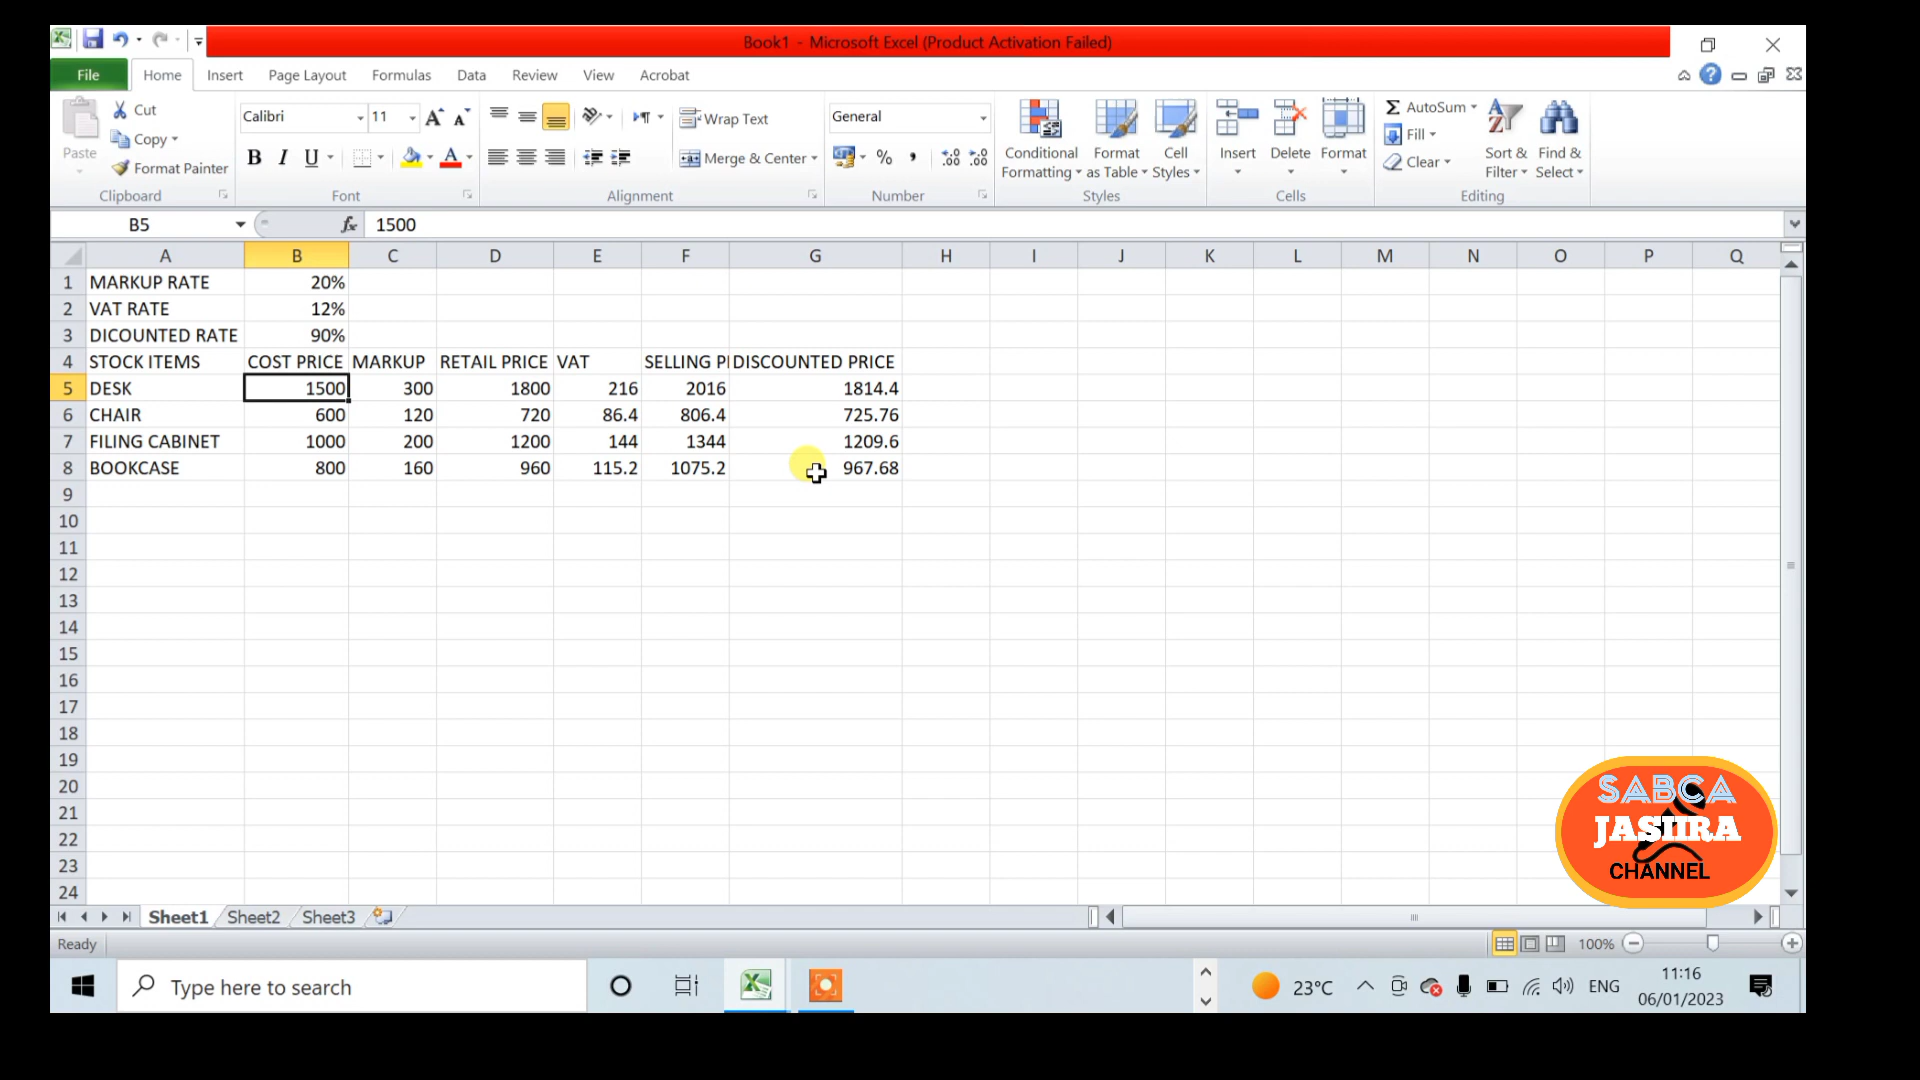 Book1 - Microsoft Excel (Product Activation Failed)
File Home Insert Page Layout Formulas Data Review View Acrobat
Paste
Cut
Copy
Format Painter
Clipboard
Calibri 11
B I U
Font
Wrap Text
Merge & Center
Alignment
General
% , .00 .0 .00
Number
Conditional Formatting
Format as Table
Cell Styles
Styles
Insert Delete Format
Cells
Σ AutoSum
Fill
Clear
Sort & Filter
Find & Select
Editing
B5 fx 1500
A B C D E F G H I J K L M N O P Q
1 MARKUP RATE 20%
2 VAT RATE 12%
3 DICOUNTED RATE 90%
4 STOCK ITEMS COST PRICE MARKUP RETAIL PRICE VAT SELLING PI DISCOUNTED PRICE
5 DESK 1500 300 1800 216 2016 1814.4
6 CHAIR 600 120 720 86.4 806.4 725.76
7 FILING CABINET 1000 200 1200 144 1344 1209.6
8 BOOKCASE 800 160 960 115.2 1075.2 967.68
9
10
11
12
13
14
15
16
17
18
19
20
21
22
23
24
SABCA
JASIIRA
CHANNEL
Sheet1 Sheet2 Sheet3
Ready 100%
Type here to search
23°C ENG
11:16
06/01/2023